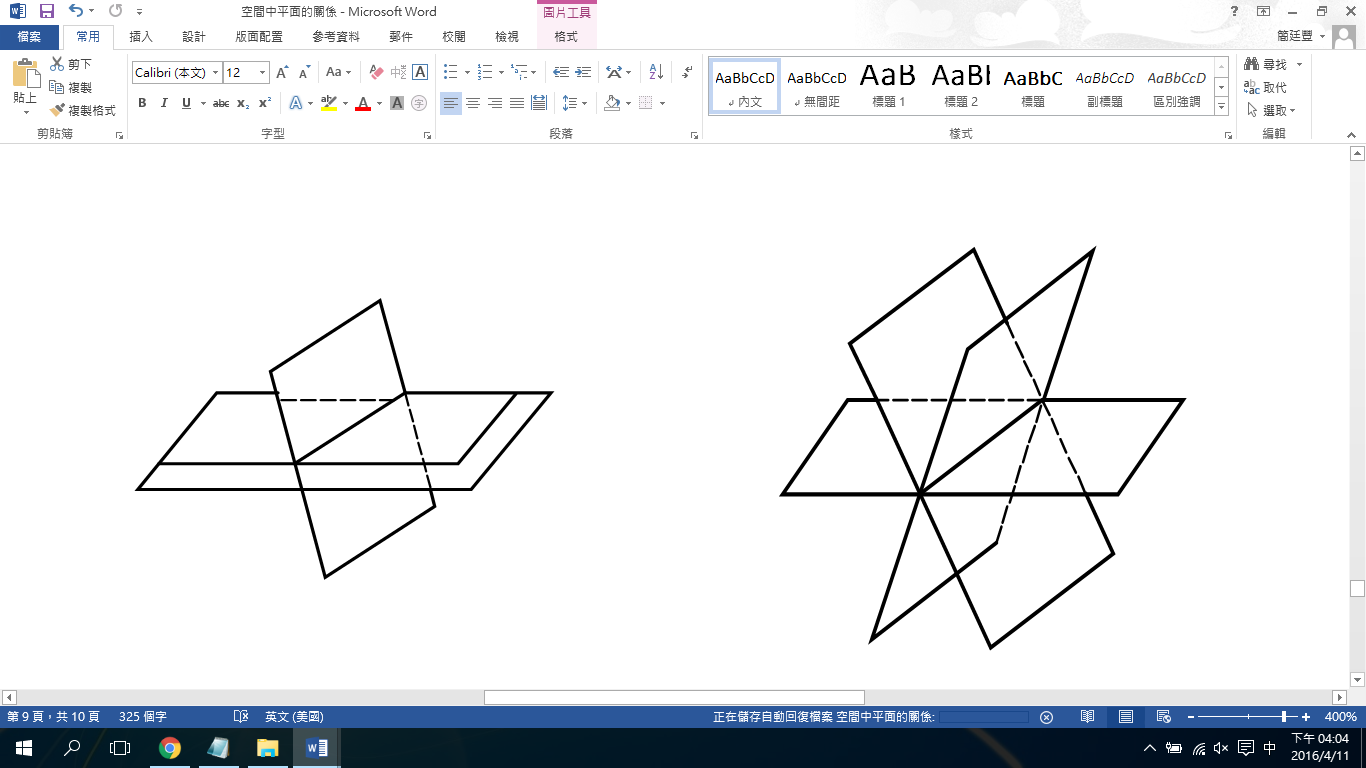 空間中平面的關係 - Microsoft Word
圖片工具
?
檔案 常用 插入 設計 版面配置 參考資料 郵件 校閱 檢視 格式
簡廷豐
貼上
剪下
複製
複製格式
剪貼簿
Calibri (本文) 12
Aa
B I U abc x₂ x²
字型
段落
AaBbCcD 內文
AaBbCcD 無間距
AaB 標題 1
AaBl 標題 2
AaBbC 標題
AaBbCcD 副標題
AaBbCcD 區別強調
樣式
尋找
取代
選取
編輯
第 9 頁,共 10 頁 325 個字 英文 (美國) 正在儲存自動回復檔案 空間中平面的關係: 400%
中
下午 04:04
2016/4/11